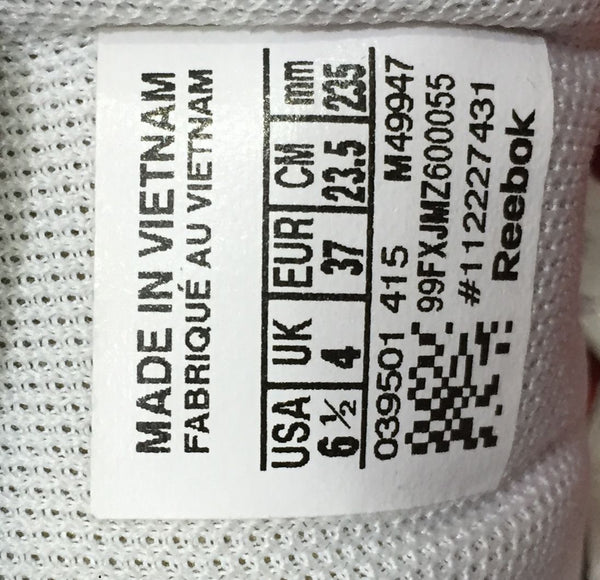 MADE IN VIETNAM
FABRIQUÉ AU VIETNAM
USA UK EUR CM mm
6 ½ 4 37 23.5 235
039501 415 M49947
99FXJMZ600055
#1122227431
Reebok